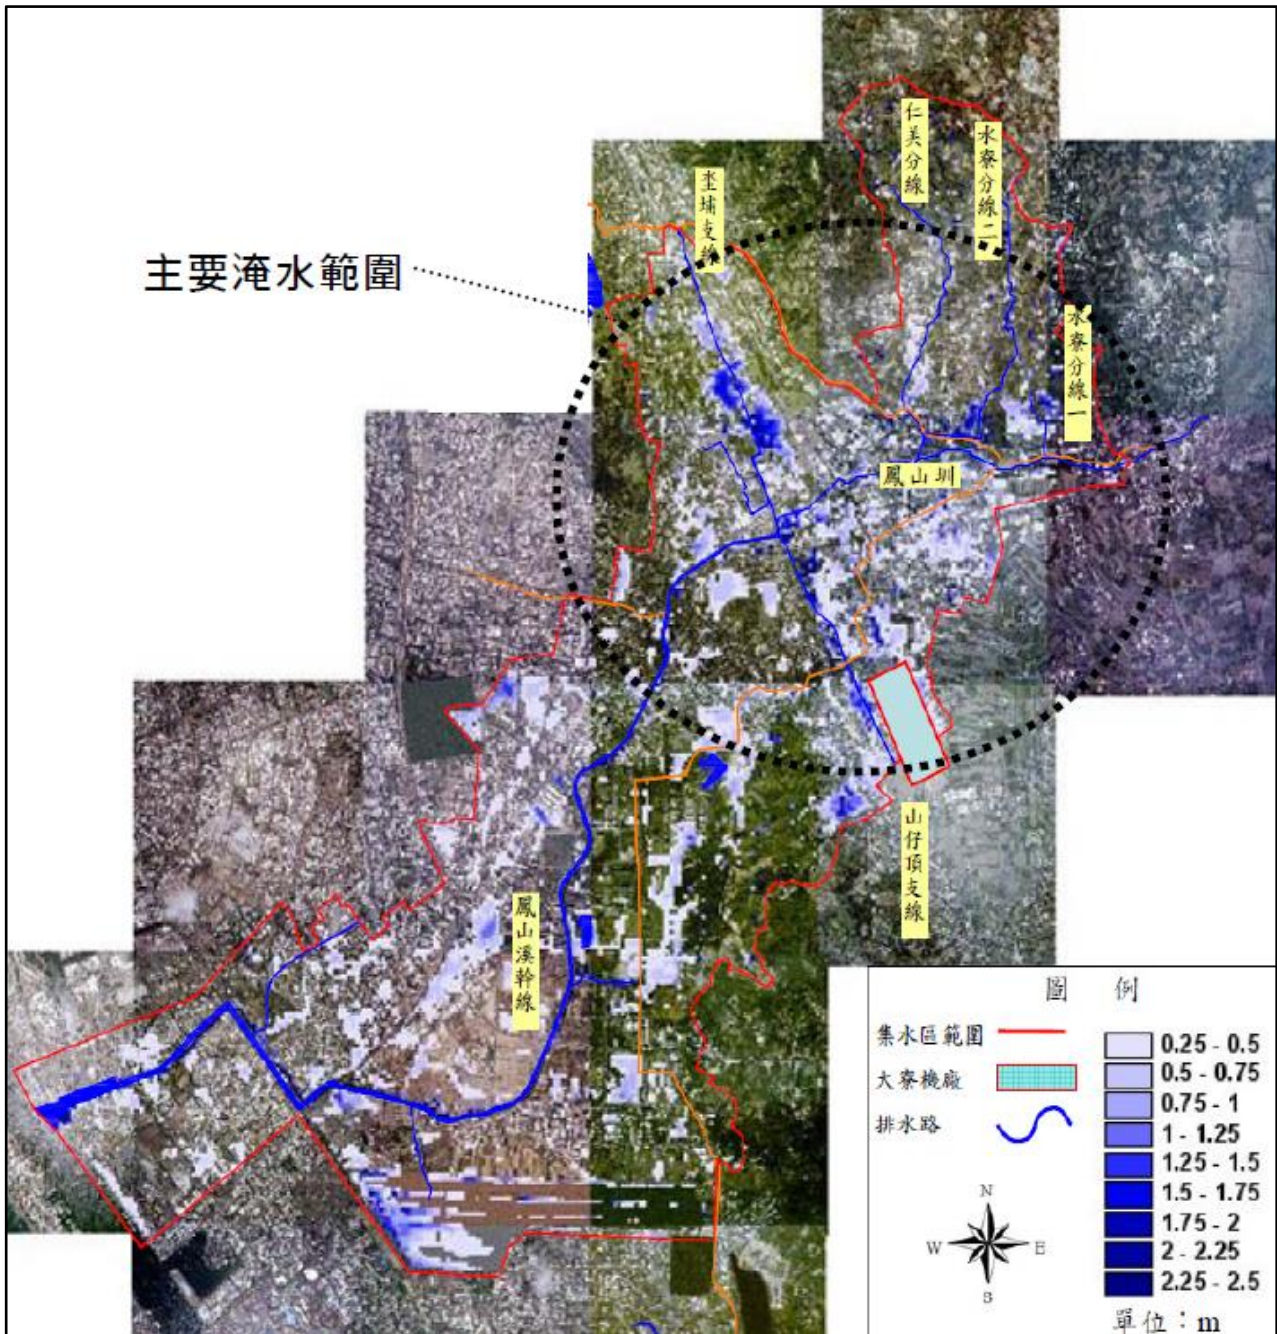 仁美分線
水寮分線二
坔埔支線
主要淹水範圍
水寮分線一
鳳山圳
山仔頂支線
鳳山溪幹線
圖 例
集水區範圍
大寮機廠
排水路
0.25 - 0.5
0.5 - 0.75
0.75 - 1
1 - 1.25
1.25 - 1.5
1.5 - 1.75
1.75 - 2
2 - 2.25
2.25 - 2.5
單位：m
N
W
E
S